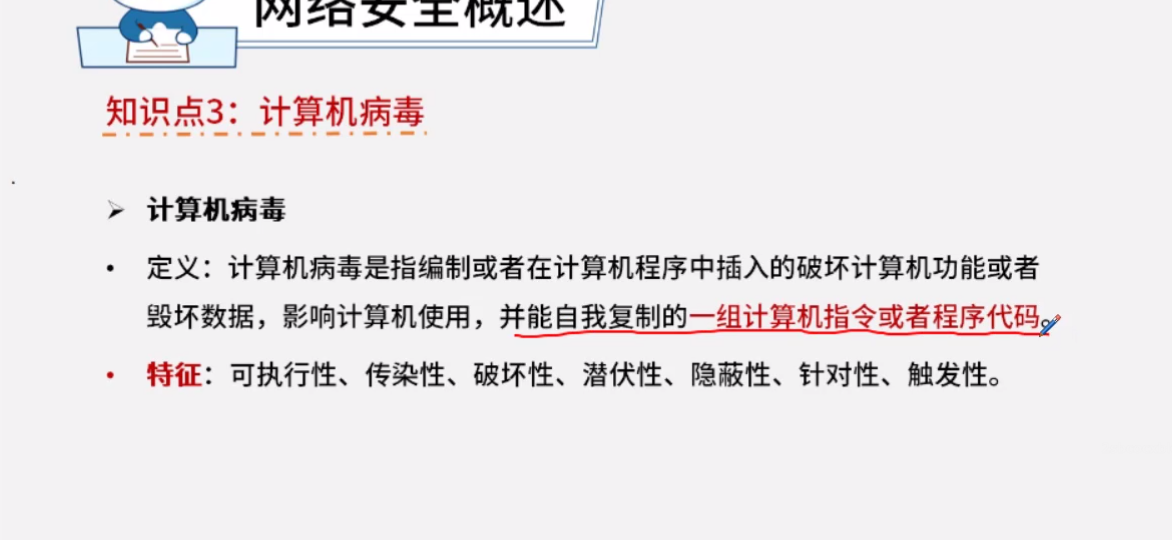 网络安全概述
知识点3：计算机病毒
➢ 计算机病毒
• 定义：计算机病毒是指编制或者在计算机程序中插入的破坏计算机功能或者
毁坏数据，影响计算机使用，并能自我复制的一组计算机指令或者程序代码。
• 特征：可执行性、传染性、破坏性、潜伏性、隐蔽性、针对性、触发性。